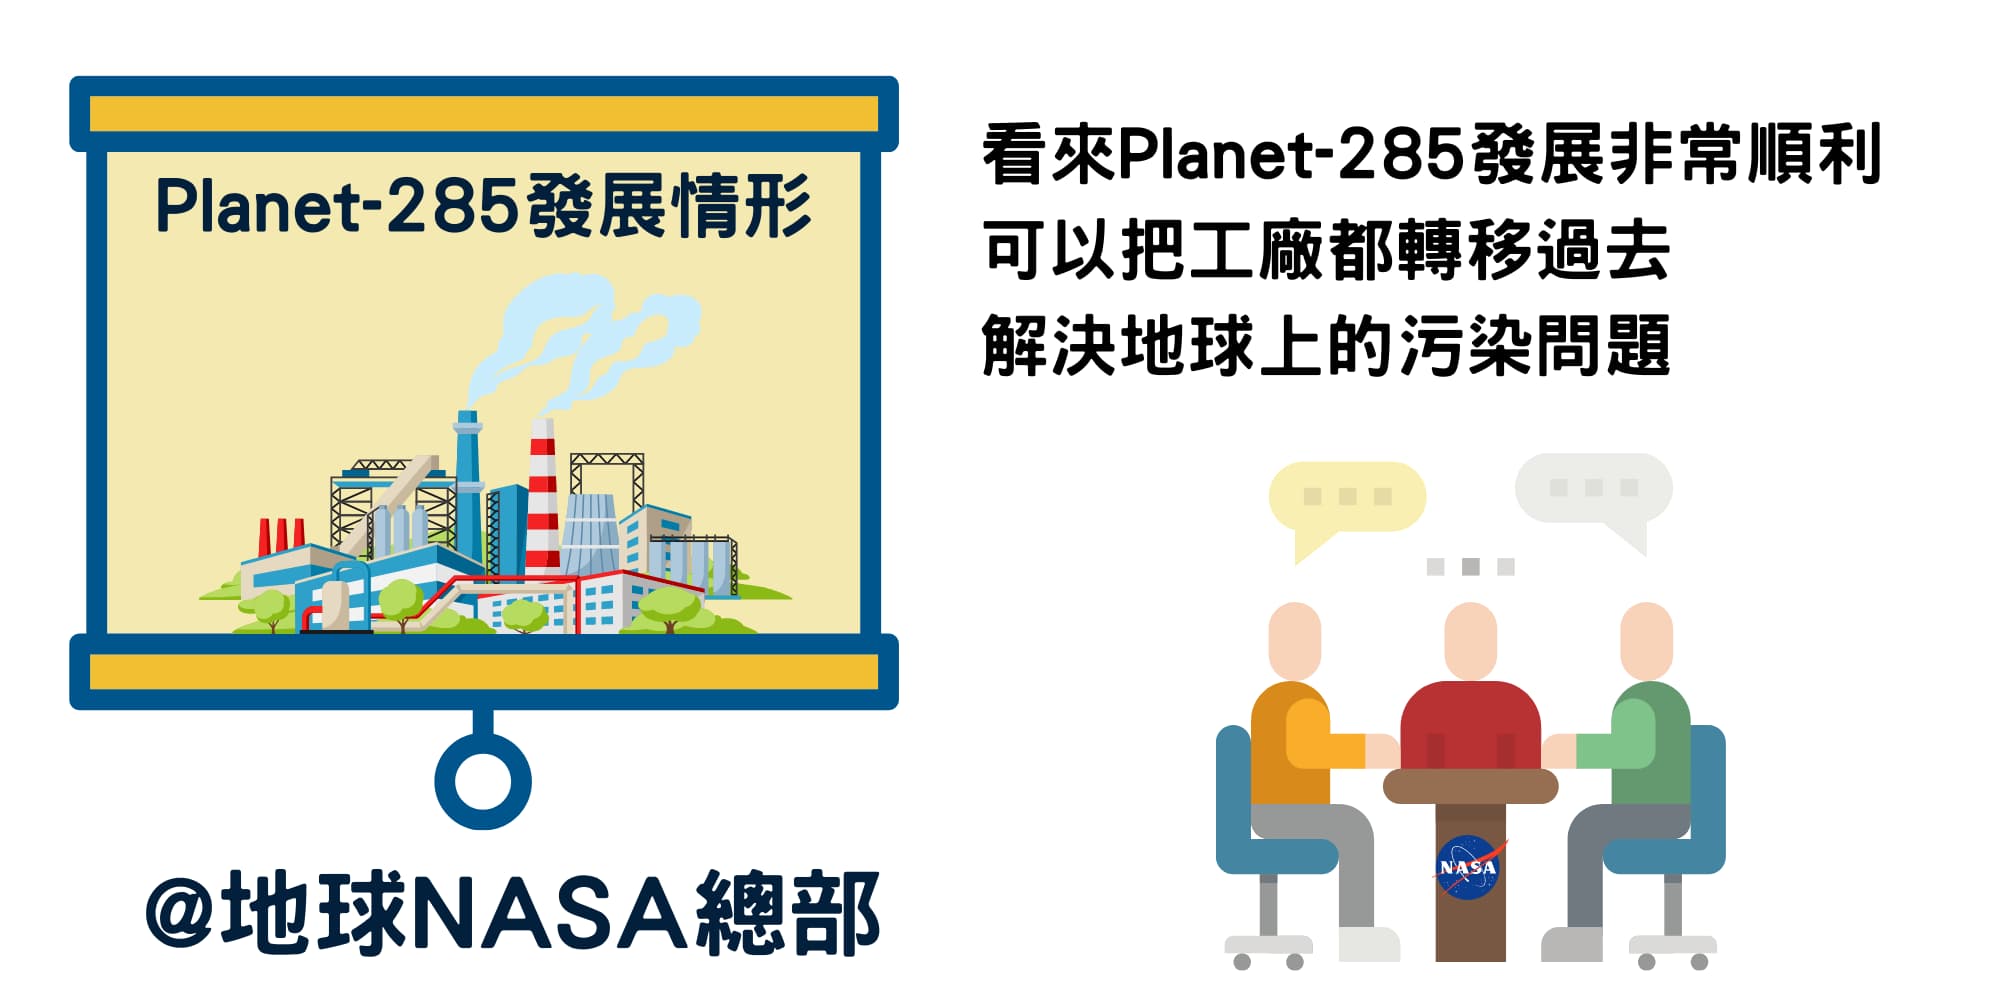 Planet-285發展情形
@地球NASA總部
看來Planet-285發展非常順利
可以把工廠都轉移過去
解決地球上的污染問題
NASA